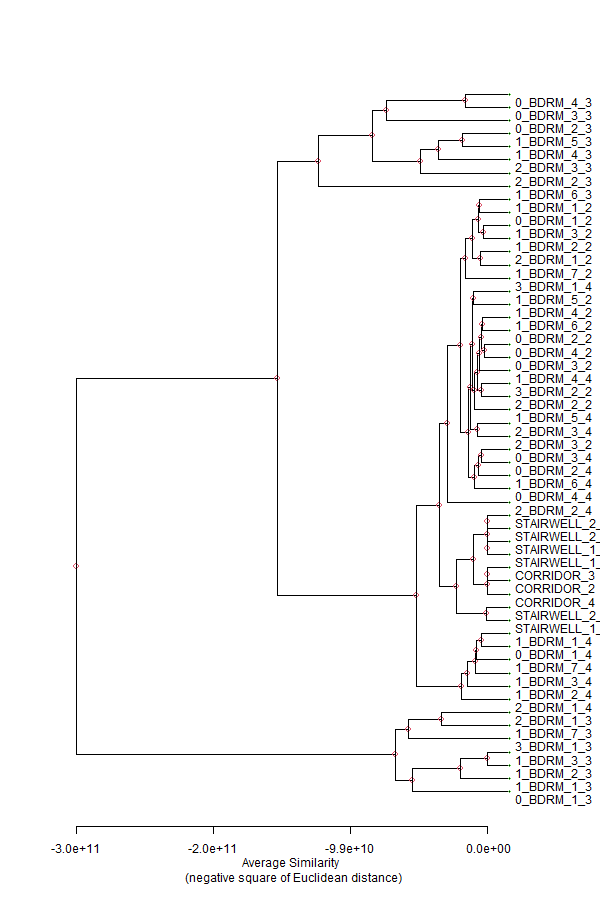 0_BDRM_4_3
0_BDRM_3_3
0_BDRM_2_3
1_BDRM_5_3
1_BDRM_4_3
2_BDRM_3_3
2_BDRM_2_3
1_BDRM_6_3
1_BDRM_1_2
0_BDRM_1_2
1_BDRM_3_2
1_BDRM_2_2
2_BDRM_1_2
1_BDRM_7_2
3_BDRM_1_4
1_BDRM_5_2
1_BDRM_4_2
1_BDRM_6_2
0_BDRM_2_2
0_BDRM_4_2
0_BDRM_3_2
1_BDRM_4_4
3_BDRM_2_2
2_BDRM_2_2
1_BDRM_5_4
2_BDRM_3_4
2_BDRM_3_2
0_BDRM_3_4
0_BDRM_2_4
1_BDRM_6_4
0_BDRM_4_4
2_BDRM_2_4
STAIRWELL_2_
STAIRWELL_2_
STAIRWELL_1_
STAIRWELL_1_
CORRIDOR_3
CORRIDOR_2
CORRIDOR_4
STAIRWELL_2_
STAIRWELL_1_
1_BDRM_1_4
0_BDRM_1_4
1_BDRM_7_4
1_BDRM_3_4
1_BDRM_2_4
2_BDRM_1_4
2_BDRM_1_3
1_BDRM_7_3
3_BDRM_1_3
1_BDRM_3_3
1_BDRM_2_3
1_BDRM_1_3
0_BDRM_1_3
-3.0e+11 -2.0e+11 -9.9e+10 0.0e+00
Average Similarity
(negative square of Euclidean distance)